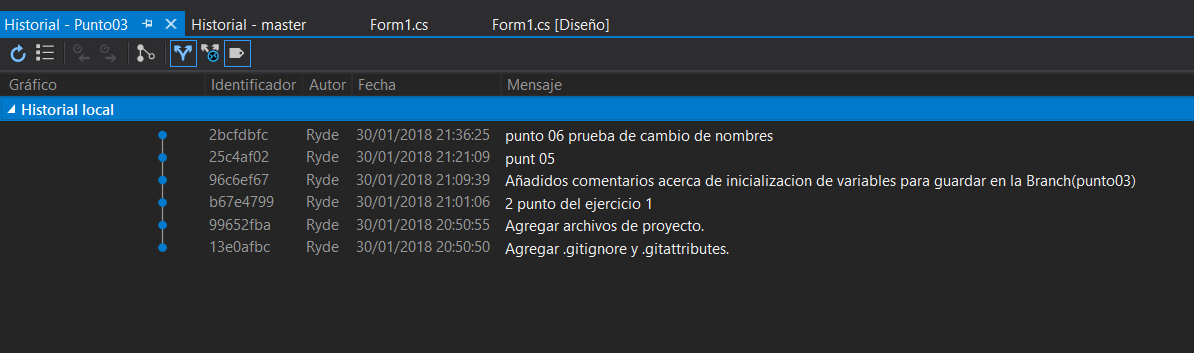 Historial - Punto03 Historial - master Form1.cs Form1.cs [Diseño]
Gráfico Identificador Autor Fecha Mensaje
Historial local
2bcfdbfc Ryde 30/01/2018 21:36:25 punto 06 prueba de cambio de nombres
25c4af02 Ryde 30/01/2018 21:21:09 punt 05
96c6ef67 Ryde 30/01/2018 21:09:39 Añadidos comentarios acerca de inicializacion de variables para guardar en la Branch(punto03)
b67e4799 Ryde 30/01/2018 21:01:06 2 punto del ejercicio 1
99652fba Ryde 30/01/2018 20:50:55 Agregar archivos de proyecto.
13e0afbc Ryde 30/01/2018 20:50:50 Agregar .gitignore y .gitattributes.